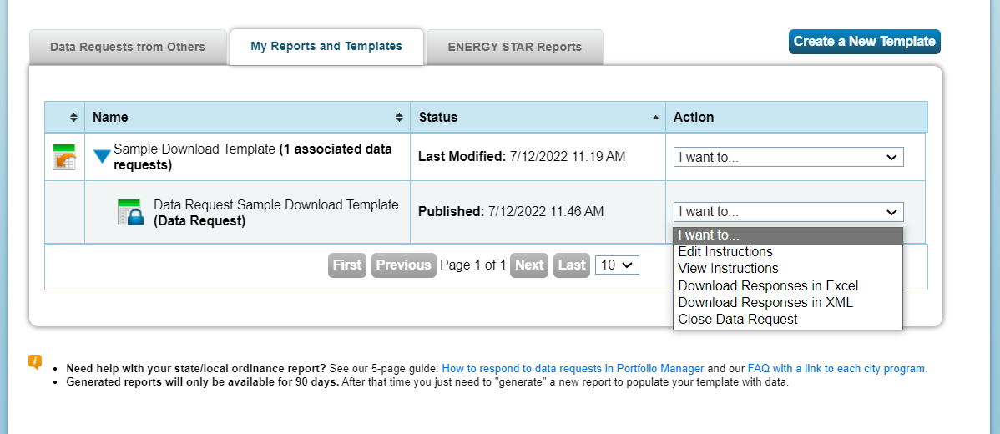 Data Requests from Others
My Reports and Templates
ENERGY STAR Reports
Create a New Template
Name
Status
Action
Sample Download Template (1 associated data
requests)
Last Modified: 7/12/2022 11:19 AM
I want to...
Data Request:Sample Download Template
(Data Request)
Published: 7/12/2022 11:46 AM
I want to...
I want to...
Edit Instructions
View Instructions
Download Responses in Excel
Download Responses in XML
Close Data Request
First Previous Page 1 of 1 Next Last 10
Need help with your state/local ordinance report? See our 5-page guide: How to respond to data requests in Portfolio Manager and our FAQ with a link to each city program.
Generated reports will only be available for 90 days. After that time you just need to "generate" a new report to populate your template with data.